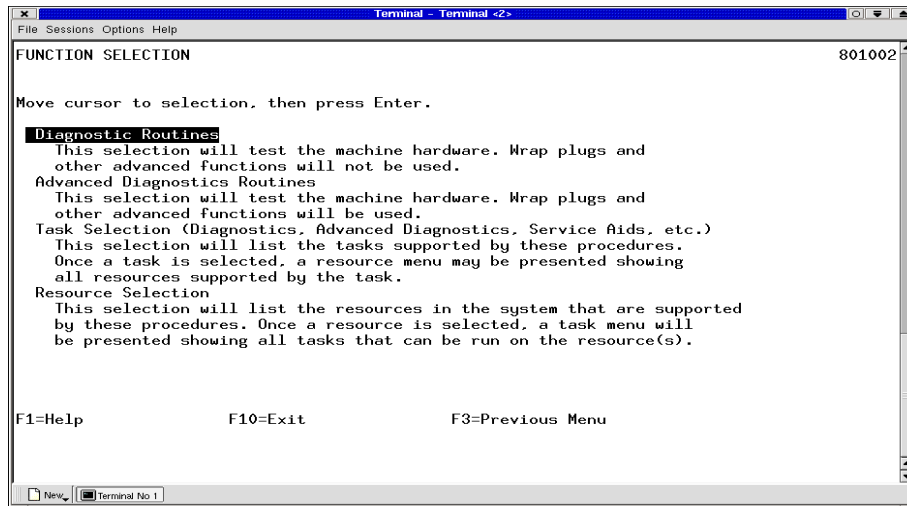 Terminal - Terminal <2>
File Sessions Options Help
FUNCTION SELECTION 801002
Move cursor to selection, then press Enter.
Diagnostic Routines
This selection will test the machine hardware. Wrap plugs and
other advanced functions will not be used.
Advanced Diagnostics Routines
This selection will test the machine hardware. Wrap plugs and
other advanced functions will be used.
Task Selection (Diagnostics, Advanced Diagnostics, Service Aids, etc.)
This selection will list the tasks supported by these procedures.
Once a task is selected, a resource menu may be presented showing
all resources supported by the task.
Resource Selection
This selection will list the resources in the system that are supported
by these procedures. Once a resource is selected, a task menu will
be presented showing all tasks that can be run on the resource(s).
F1=Help F10=Exit F3=Previous Menu
New Terminal No 1